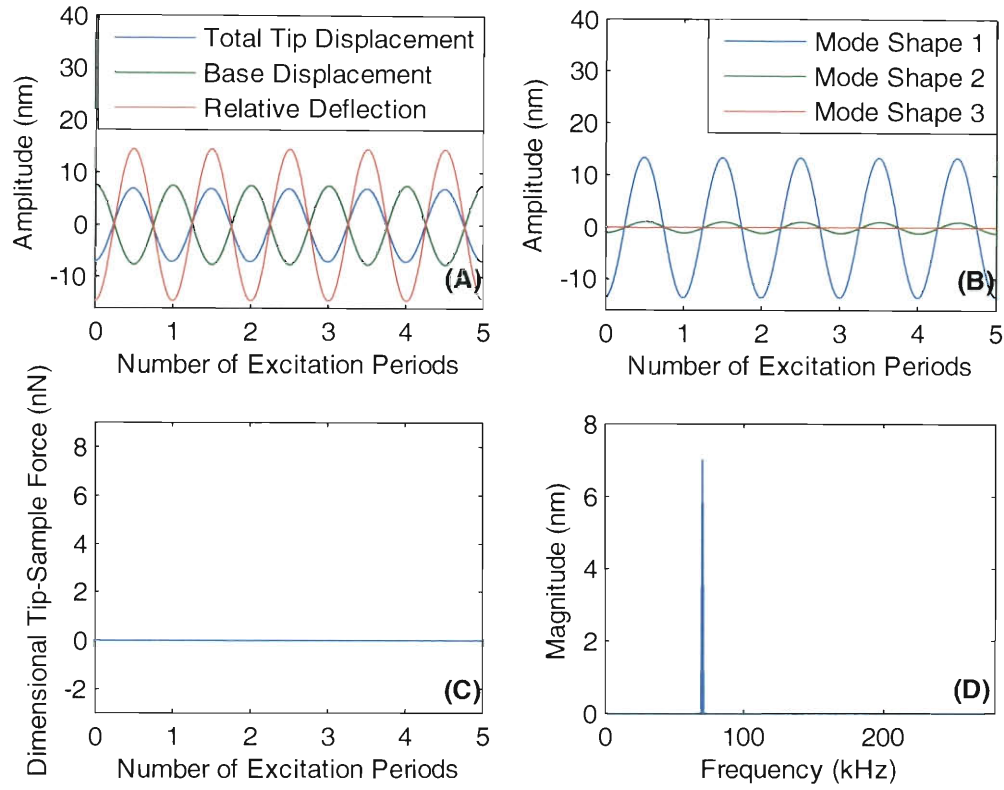 40
30
20
10
0
-10
Amplitude (nm)
Total Tip Displacement
Base Displacement
Relative Deflection
(A)
0 1 2 3 4 5
Number of Excitation Periods
40
30
20
10
0
-10
Amplitude (nm)
Mode Shape 1
Mode Shape 2
Mode Shape 3
(B)
0 1 2 3 4 5
Number of Excitation Periods
8
6
4
2
0
-2
Dimensional Tip-Sample Force (nN)
(C)
0 1 2 3 4 5
Number of Excitation Periods
8
6
4
2
0
Magnitude (nm)
(D)
0 100 200
Frequency (kHz)